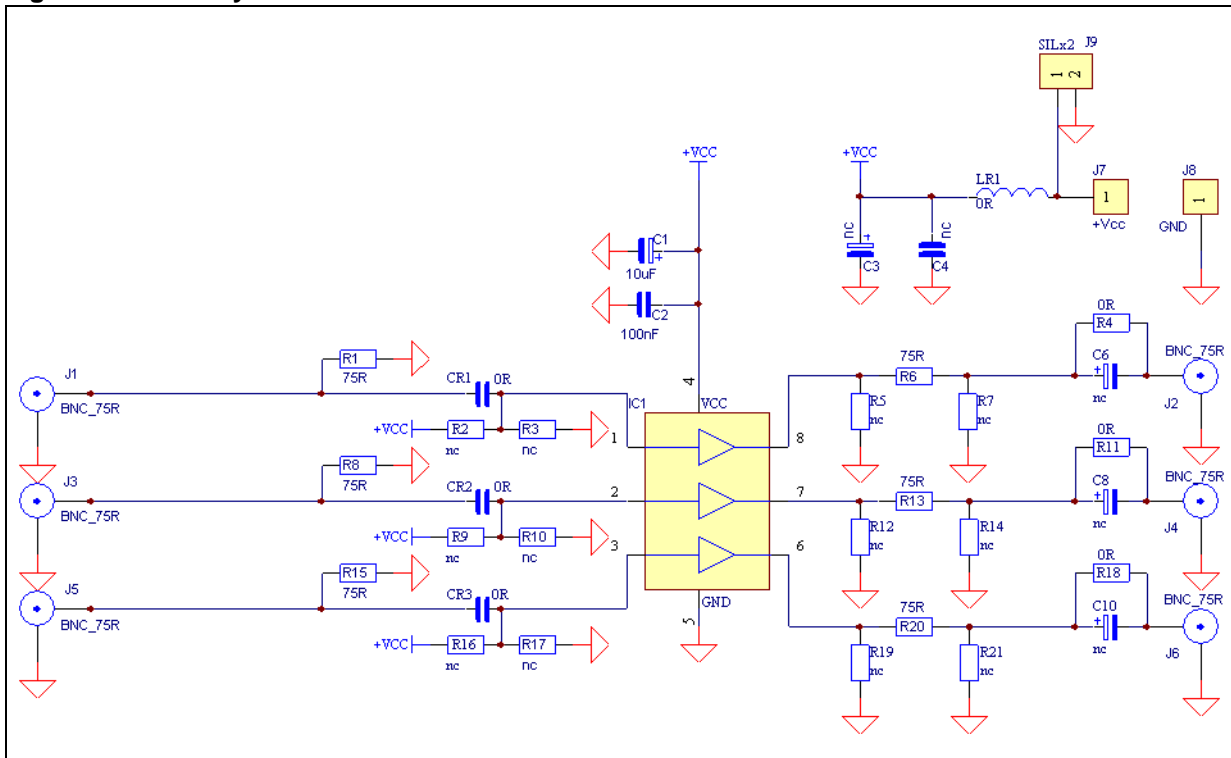 SILx2 J9
1 2
+VCC
+VCC
LR1
0R
J7
1
+Vcc
J8
1
GND
nc
+
C3
nc
C4
C1
+
10uF
C2
100nF
0R
R4
C6
+
nc
BNC_75R
J2
J1
BNC_75R
R1
75R
CR1 0R
+VCC
R2
nc
R3
nc
1
IC1
4
VCC
8
75R
R6
R5
nc
R7
nc
0R
R11
C8
+
nc
BNC_75R
J4
J3
BNC_75R
R8
75R
CR2 0R
+VCC
R9
nc
R10
nc
2
7
75R
R13
R12
nc
R14
nc
0R
R18
C10
+
nc
BNC_75R
J6
J5
BNC_75R
R15
75R
CR3 0R
+VCC
R16
nc
R17
nc
3
6
GND
5
75R
R20
R19
nc
R21
nc